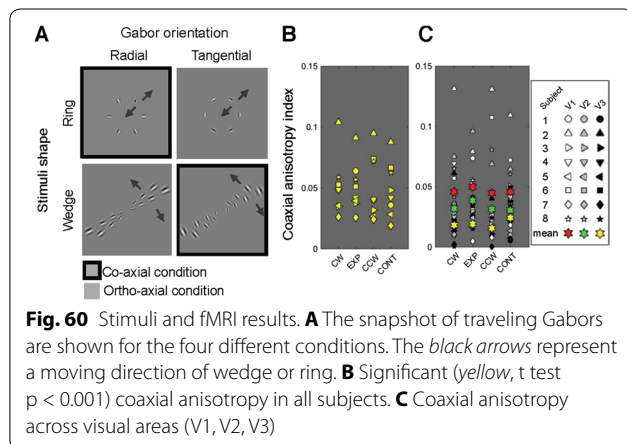 A
Gabor orientation
Radial
Tangential
Stimuli shape
Ring
Wedge
Co-axial condition
Ortho-axial condition
B
Coaxial anisotropy index
0.15
0.1
0.05
0
CW
EXP
CCW
CONT
C
0.15
0.1
0.05
0
CW
EXP
CCW
CONT
Subject V1 V2 V3
1
2
3
4
5
6
7
8
mean
Fig. 60 Stimuli and fMRI results. A The snapshot of traveling Gabors
are shown for the four different conditions. The black arrows represent
a moving direction of wedge or ring. B Significant (yellow, t test
p < 0.001) coaxial anisotropy in all subjects. C Coaxial anisotropy
across visual areas (V1, V2, V3)